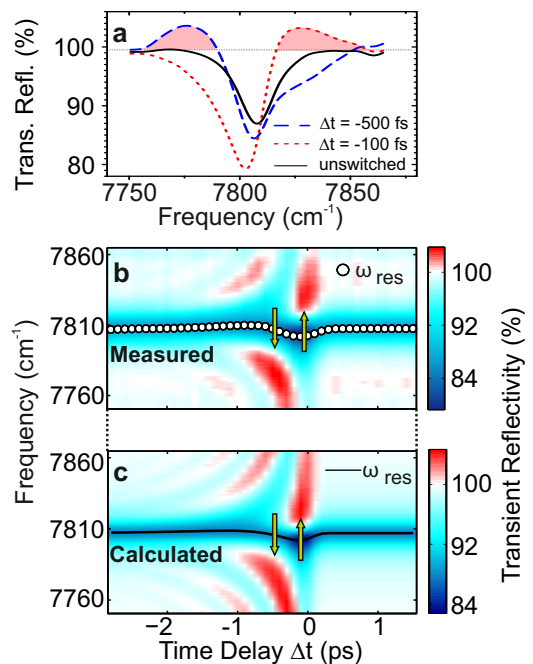 a
Trans. Refl. (%)
100
90
80
Δt = -500 fs
Δt = -100 fs
unswitched
7750
7800
7850
Frequency (cm⁻¹)
b
ω res
Measured
7860
7810
7760
100
92
84
c
ω res
Calculated
7860
7810
7760
100
92
84
Frequency (cm⁻¹)
Transient Reflectivity (%)
−2
-1
0
1
Time Delay Δt (ps)